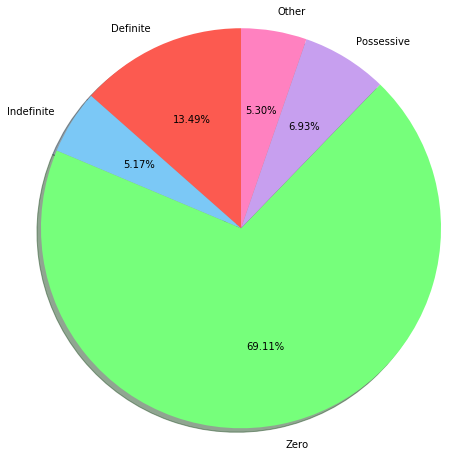 Other
Definite
Possessive
5.30%
13.49%
6.93%
Indefinite
5.17%
69.11%
Zero